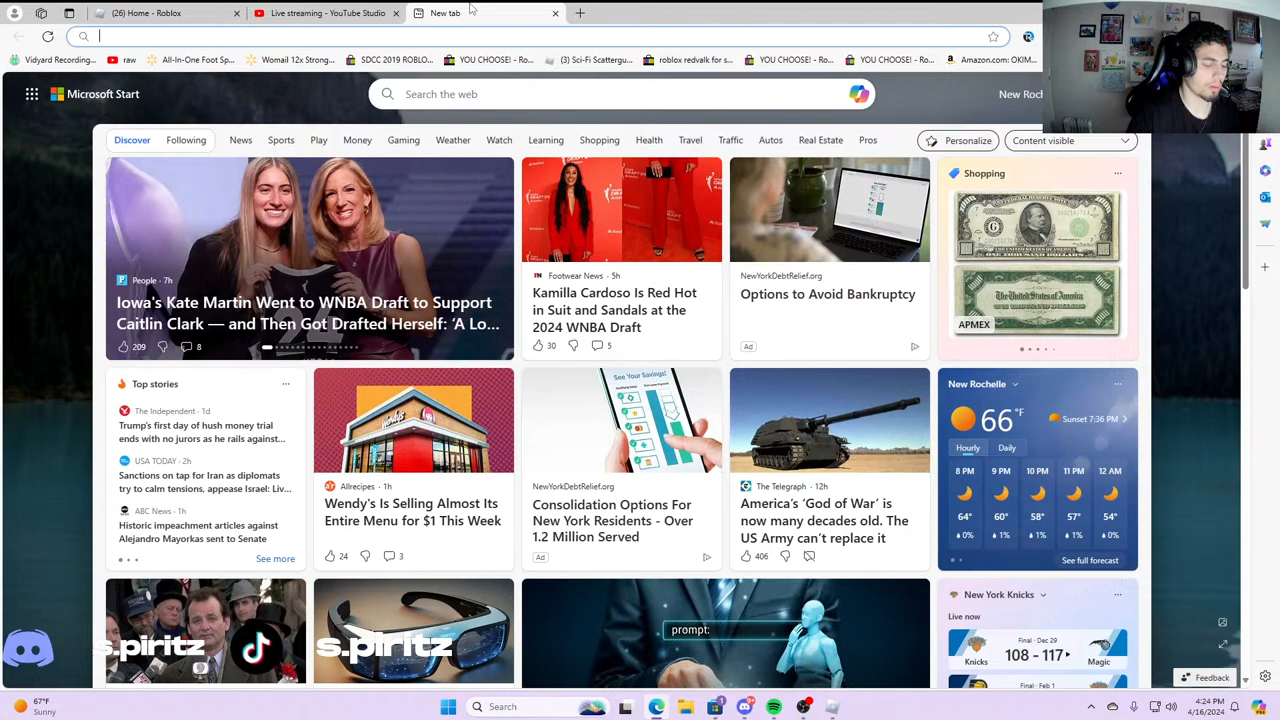 (26) Home - Roblox
Live streaming - YouTube Studio
New tab
Vidyard Recording...
raw
All-In-One Foot Sp...
Womail 12x Strong...
SDCC 2019 ROBLO...
YOU CHOOSE! - Ro...
(3) Sci-Fi Scattergu...
roblox redvalk for s...
YOU CHOOSE! - Ro...
YOU CHOOSE! - Ro...
Amazon.com: OKIM...
Microsoft Start
Search the web
New Roch
Discover
Following
News
Sports
Play
Money
Gaming
Weather
Watch
Learning
Shopping
Health
Travel
Traffic
Autos
Real Estate
Pros
Personalize
Content visible
People · 7h
Iowa's Kate Martin Went to WNBA Draft to Support
Caitlin Clark — and Then Got Drafted Herself: ‘A Lo...
209
8
Footwear News · 5h
Kamilla Cardoso Is Red Hot
in Suit and Sandals at the
2024 WNBA Draft
30
5
NewYorkDebtRelief.org
Options to Avoid Bankruptcy
Ad
Shopping
APMEX
Top stories
The Independent · 1d
Trump's first day of hush money trial
ends with no jurors as he rails against...
USA TODAY · 2h
Sanctions on tap for Iran as diplomats
try to calm tensions, appease Israel: Liv...
ABC News · 1h
Historic impeachment articles against
Alejandro Mayorkas sent to Senate
See more
Allrecipes · 1h
Wendy's Is Selling Almost Its
Entire Menu for $1 This Week
24
3
See Your Savings!
NewYorkDebtRelief.org
Consolidation Options For
New York Residents - Over
1.2 Million Served
Ad
The Telegraph · 12h
America's ‘God of War’ is
now many decades old. The
US Army can’t replace it
406
New Rochelle
66 °F
Sunset 7:36 PM
Hourly
Daily
8 PM
9 PM
10 PM
11 PM
12 AM
64°
60°
58°
57°
54°
0%
1%
1%
1%
0%
See full forecast
prompt:
New York Knicks
Live now
Final · Dec 29
Knicks
108 - 117
Magic
Final · Feb 1
s.piritz
s.piritz
Feedback
67°F
Sunny
Search
4:24 PM
4/16/2024